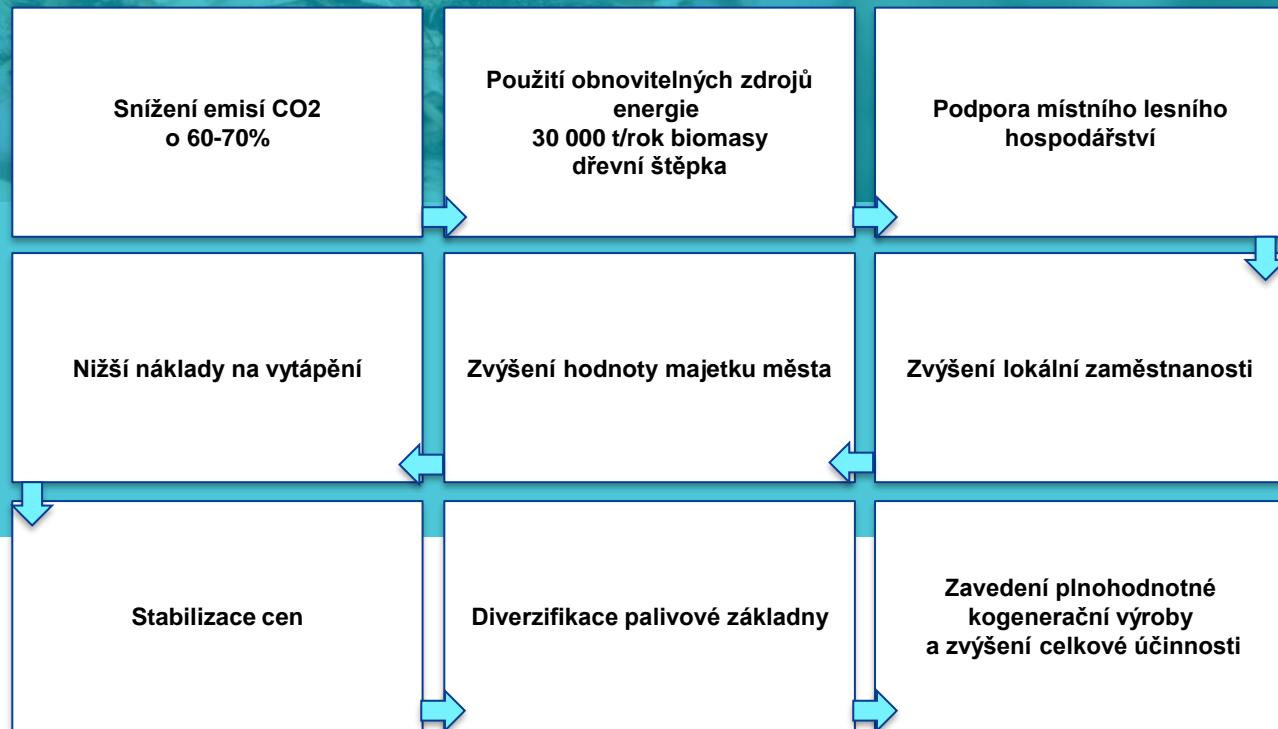 Snížení emisí CO2
o 60-70%
Použití obnovitelných zdrojů
energie
30 000 t/rok biomasy
dřevní štěpka
Podpora místního lesního
hospodářství
Nižší náklady na vytápění
Zvýšení hodnoty majetku města
Zvýšení lokální zaměstnanosti
Stabilizace cen
Diverzifikace palivové základny
Zavedení plnohodnotné
kogenerační výroby
a zvýšení celkové účinnosti